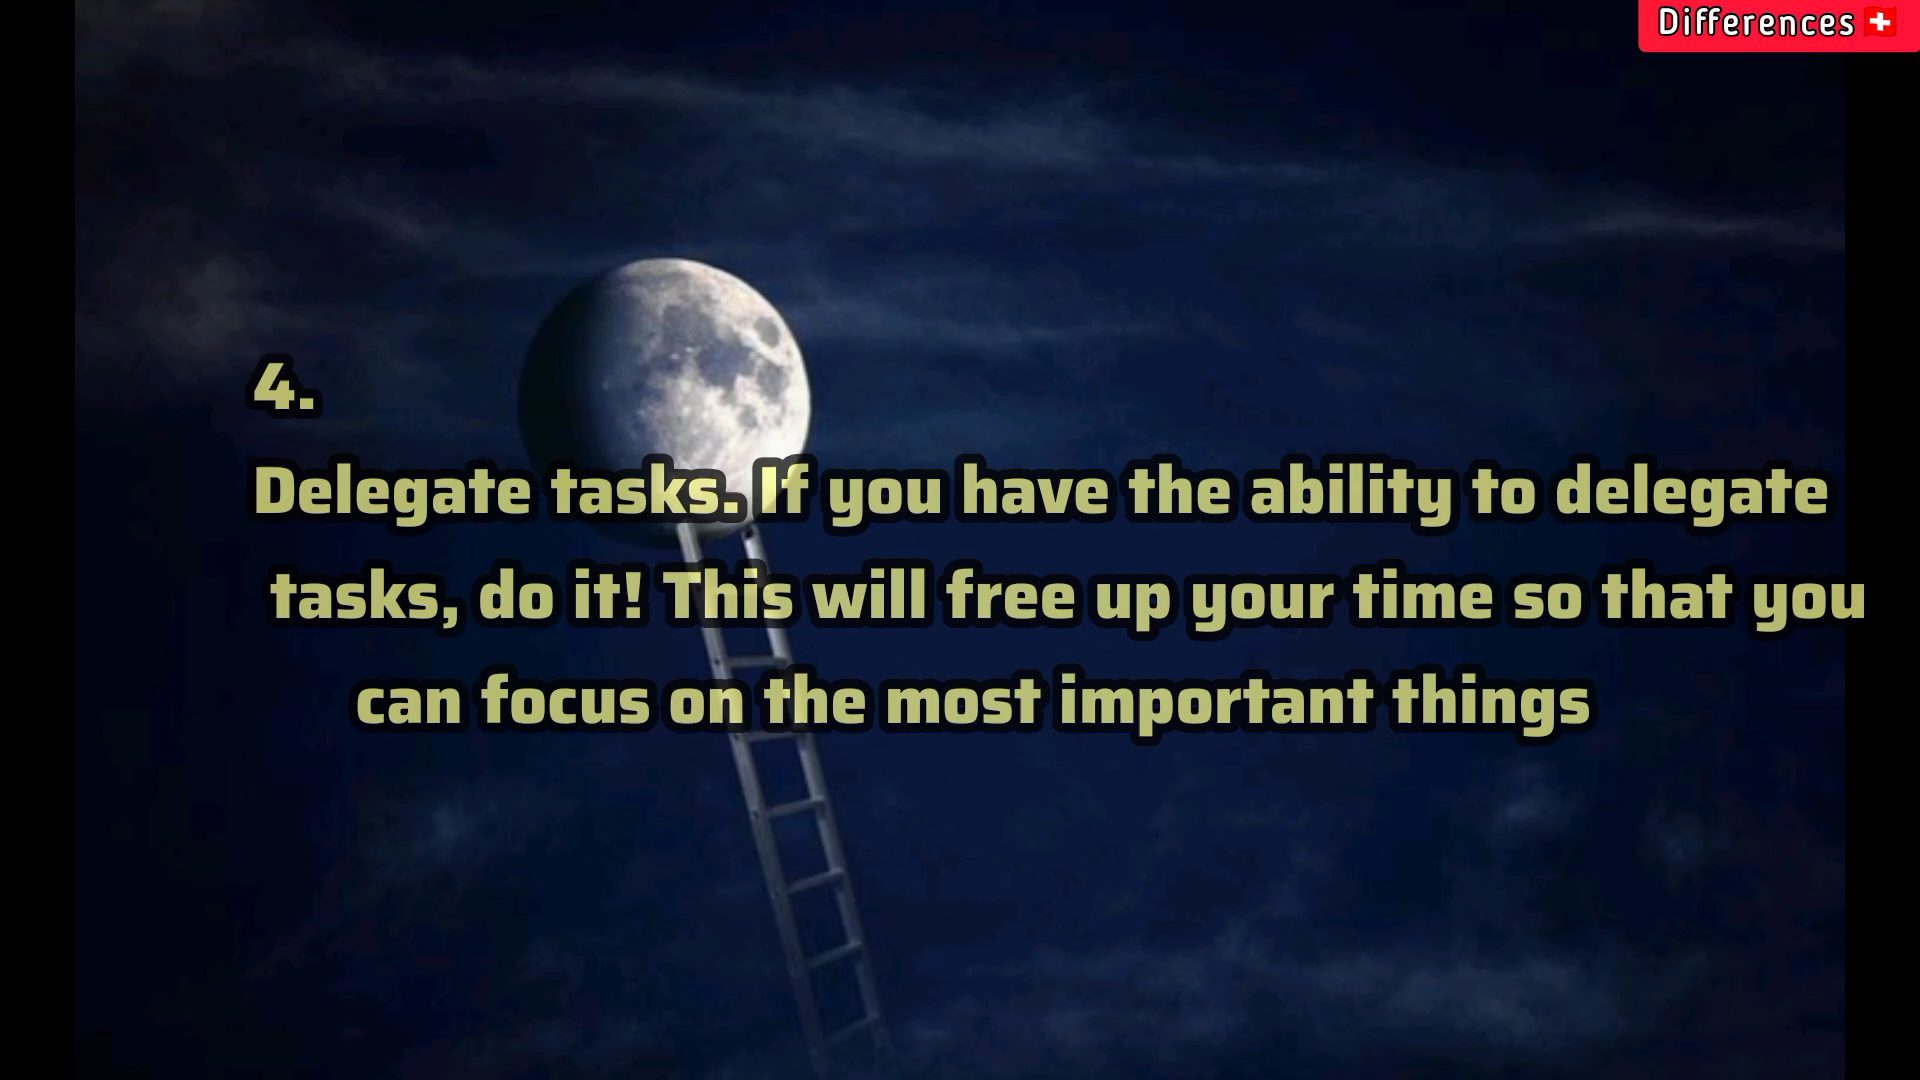 Differences 🇨🇭
4.
Delegate tasks. If you have the ability to delegate
tasks, do it! This will free up your time so that you
can focus on the most important things